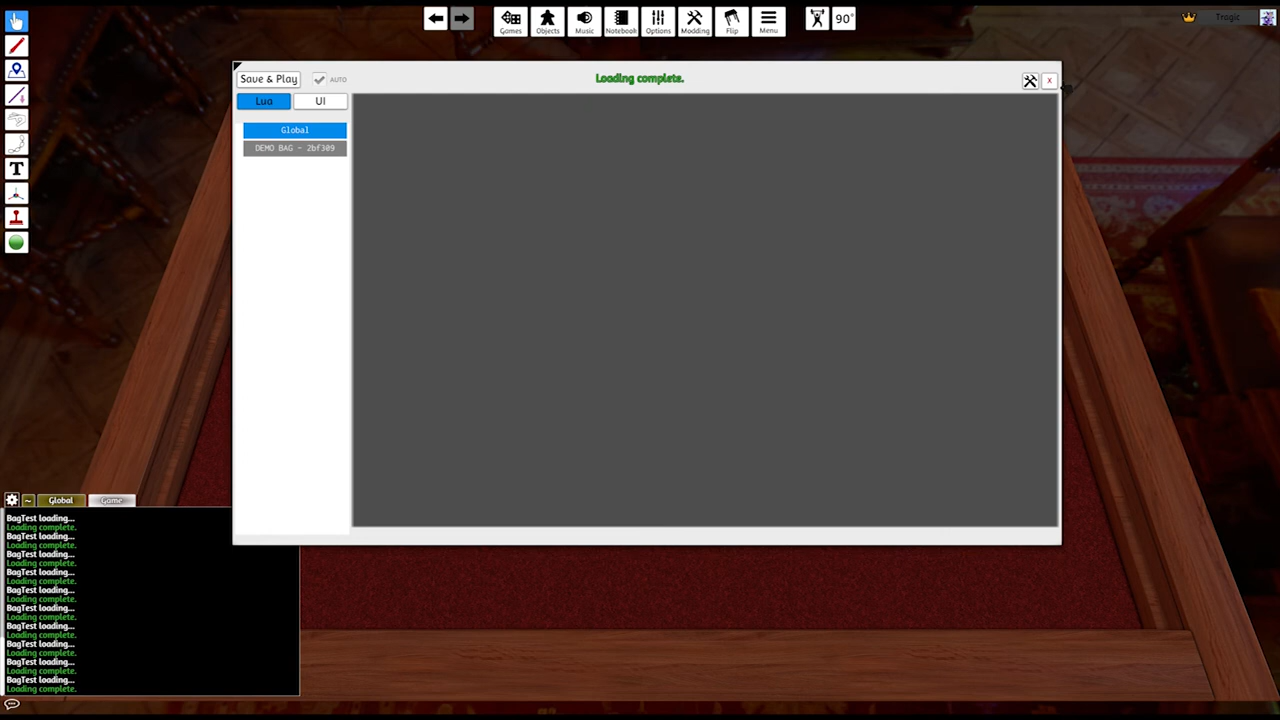 Games
Objects
Music
Notebook
Options
Modding
Flip
Menu
90°
Tragic
Save & Play
AUTO
Loading complete.
X
Lua
UI
Global
DEMO BAG - 2bf309
T
~
Global
Game
BagTest loading...
Loading complete.
BagTest loading...
Loading complete.
BagTest loading...
Loading complete.
BagTest loading...
Loading complete.
BagTest loading...
Loading complete.
BagTest loading...
Loading complete.
BagTest loading...
Loading complete.
BagTest loading...
Loading complete.
BagTest loading...
Loading complete.
BagTest loading...
Loading complete.